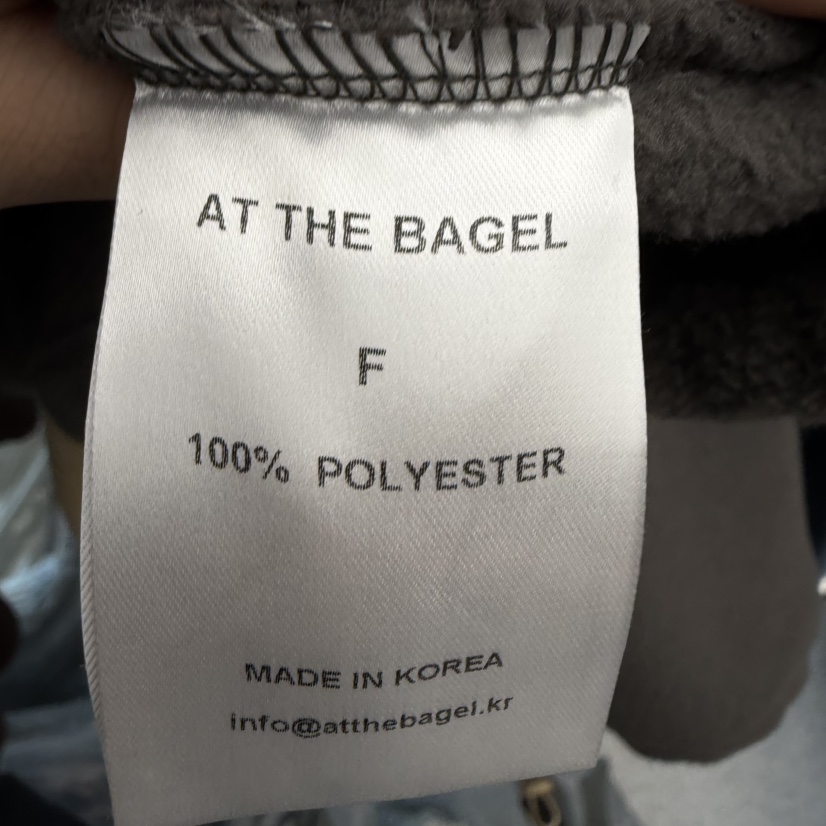 AT THE BAGEL
F
100% POLYESTER
MADE IN KOREA
info@atthebagel.kr